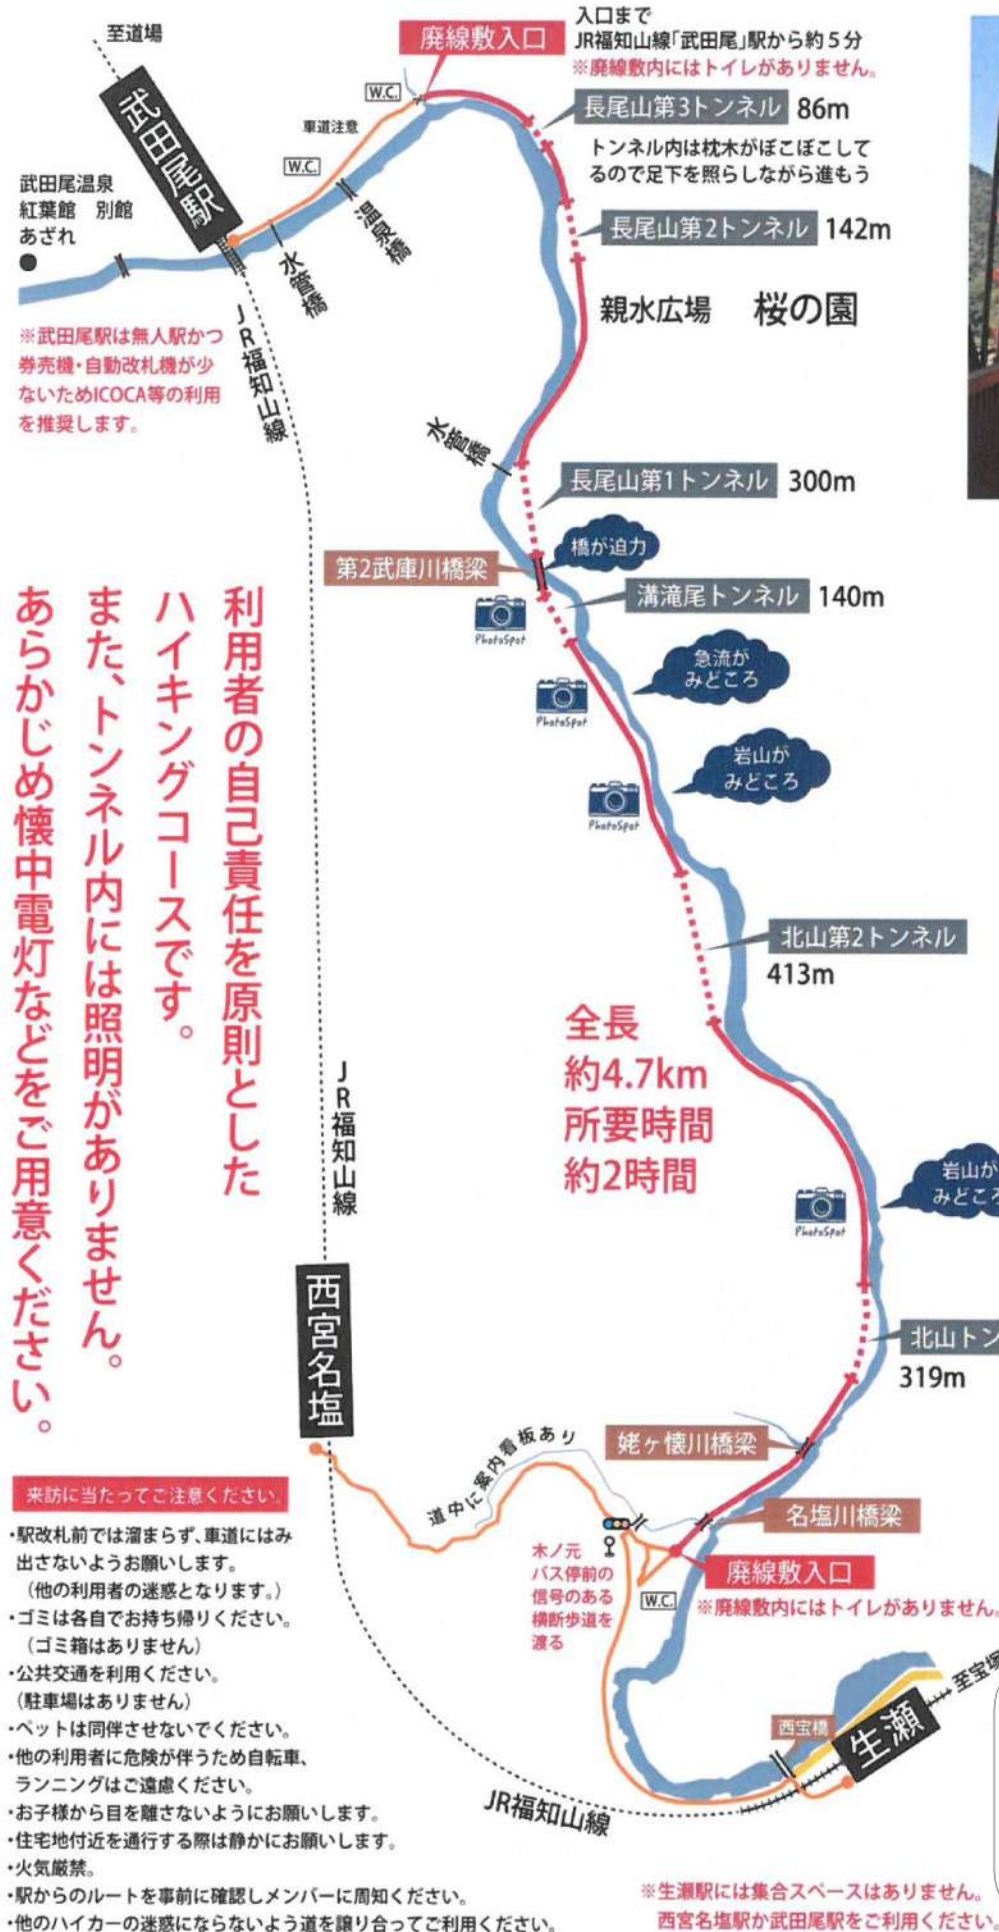 至道場
武田尾駅
廃線敷入口
入口まで
JR福知山線「武田尾」駅から約5分
※廃線敷内にはトイレがありません。
W.C.
車道注意
W.C.
長尾山第3トンネル 86m
トンネル内は枕木がぼこぼこして
るので足下を照らしながら進もう
武田尾温泉
紅葉館 別館
あざれ
温泉橋
水管橋
長尾山第2トンネル 142m
親水広場 桜の園
※武田尾駅は無人駅かつ
券売機・自動改札機が少
ないためICOCA等の利用
を推奨します。
JR福知山線
水管橋
長尾山第1トンネル 300m
橋が迫力
第2武庫川橋梁
PhotoSpot
溝滝尾トンネル 140m
急流が
みどころ
PhotoSpot
岩山が
みどころ
PhotoSpot
利用者の自己責任を原則とした
ハイキングコースです。
また、トンネル内には照明がありません。
あらかじめ懐中電灯などをご用意ください。
北山第2トンネル
413m
全長
約4.7km
所要時間
約2時間
JR福知山線
岩山が
みどころ
PhotoSpot
西宮名塩
北山トン
319m
姥ヶ懐川橋梁
道中に案内看板あり
名塩川橋梁
木ノ元
バス停前の
信号のある
横断歩道を
渡る
W.C.
廃線敷入口
※廃線敷内にはトイレがありません。
来訪に当たってご注意ください
・駅改札前では溜まらず、車道にはみ
出さないようお願いします。
(他の利用者の迷惑となります。)
・ゴミは各自でお持ち帰りください。
(ゴミ箱はありません)
・公共交通を利用ください。
(駐車場はありません)
・ペットは同伴させないでください。
・他の利用者に危険が伴うため自転車、
ランニングはご遠慮ください。
・お子様から目を離さないようにお願いします。
・住宅地付近を通行する際は静かにお願いします。
・火気厳禁。
・駅からのルートを事前に確認しメンバーに周知ください。
・他のハイカーの迷惑にならないよう道を譲り合ってご利用ください。
至宝塚
西宝橋
生瀬
JR福知山線
※生瀬駅には集合スペースはありません。
西宮名塩駅か武田尾駅をご利用ください。